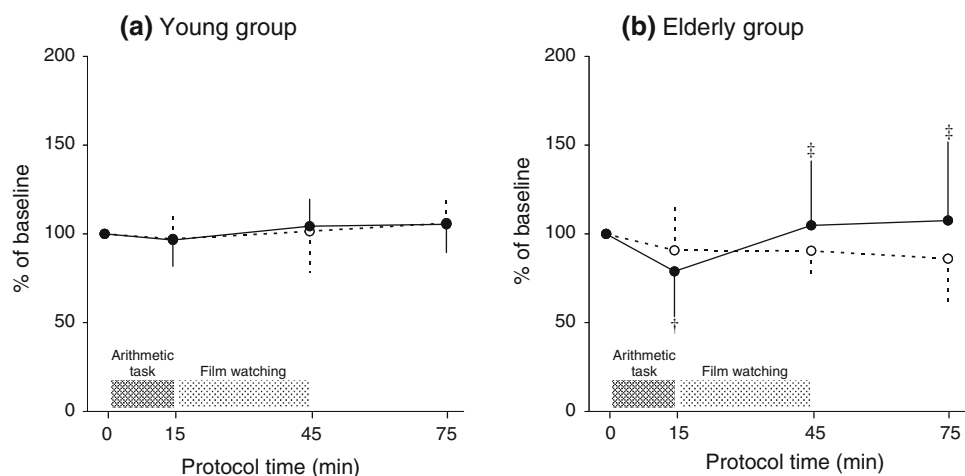 (a) Young group
200
150
100
50
0
% of baseline
Arithmetic
task
Film watching
0 15 45 75
Protocol time (min)
(b) Elderly group
200
150
100
50
0
% of baseline
‡
‡
†
Arithmetic
task
Film watching
0 15 45 75
Protocol time (min)